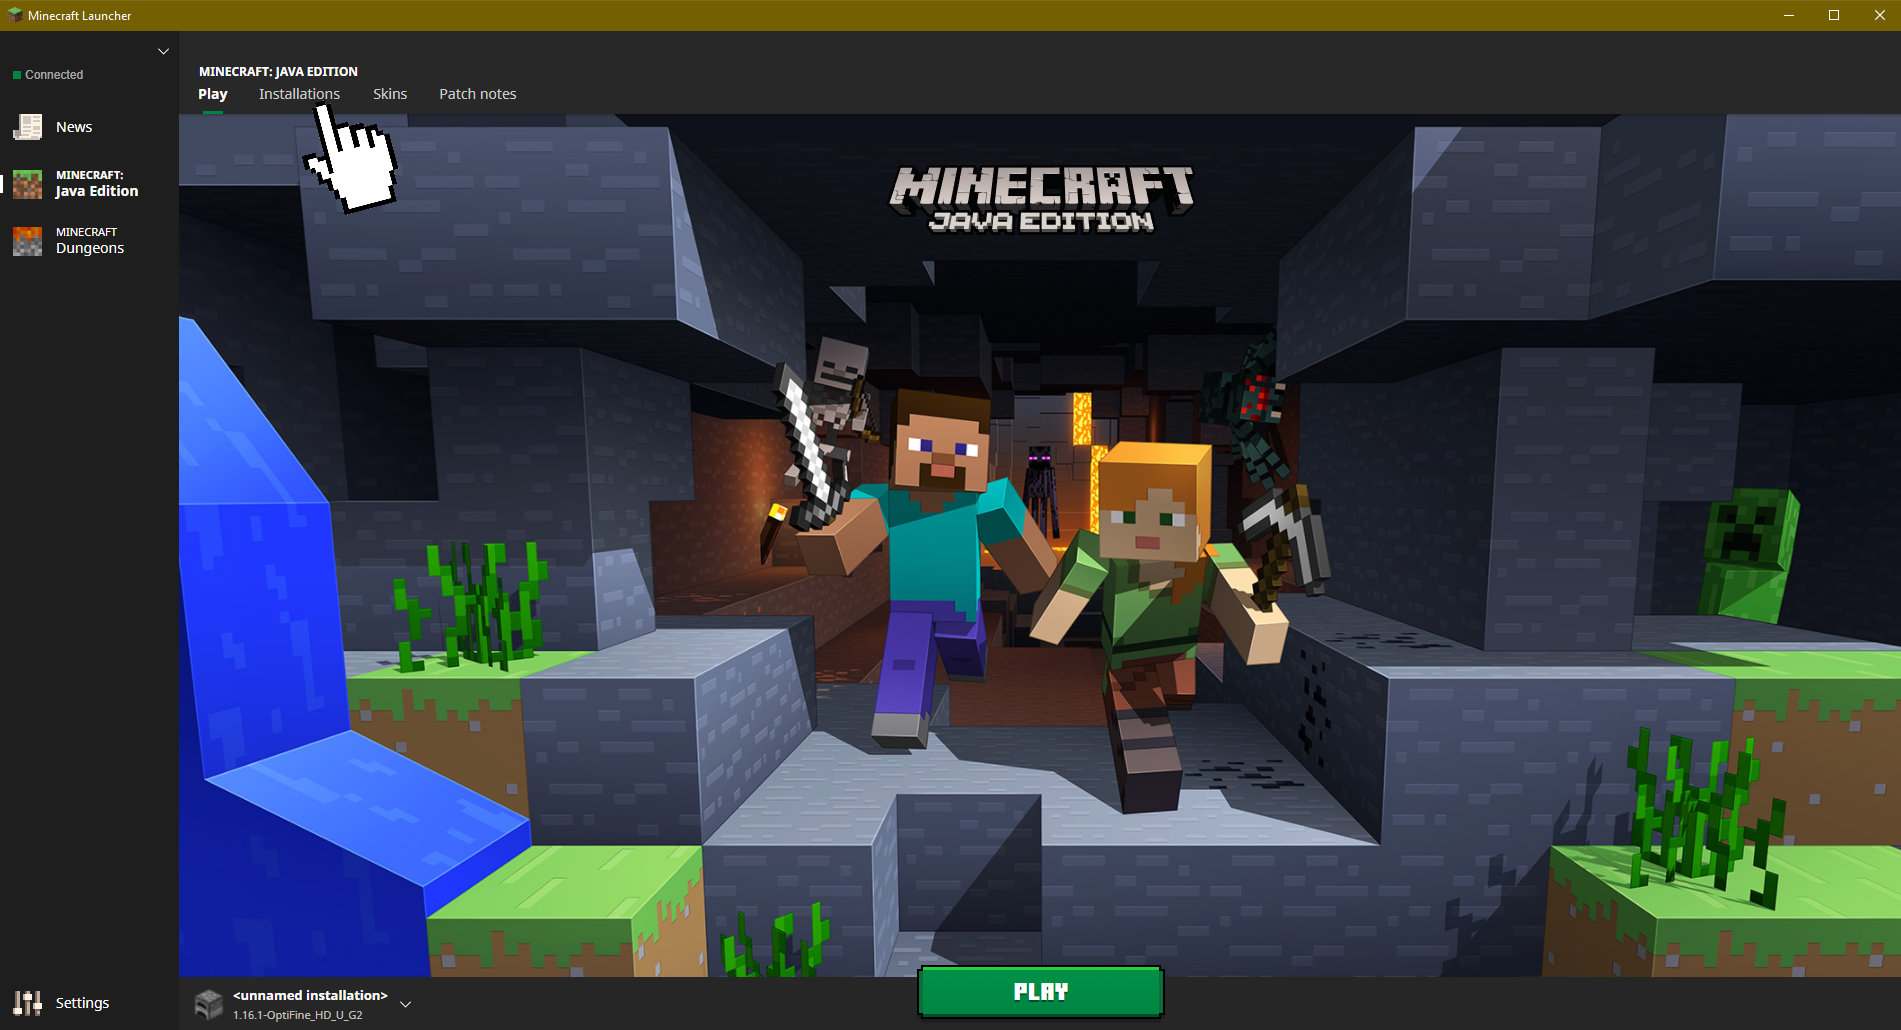 Minecraft Launcher
Connected
News
MINECRAFT:
Java Edition
MINECRAFT
Dungeons
Settings
MINECRAFT: JAVA EDITION
Play Installations Skins Patch notes
MINECRAFT
JAVA EDITION
<unnamed installation>
1.16.1-OptiFine_HD_U_G2
PLAY